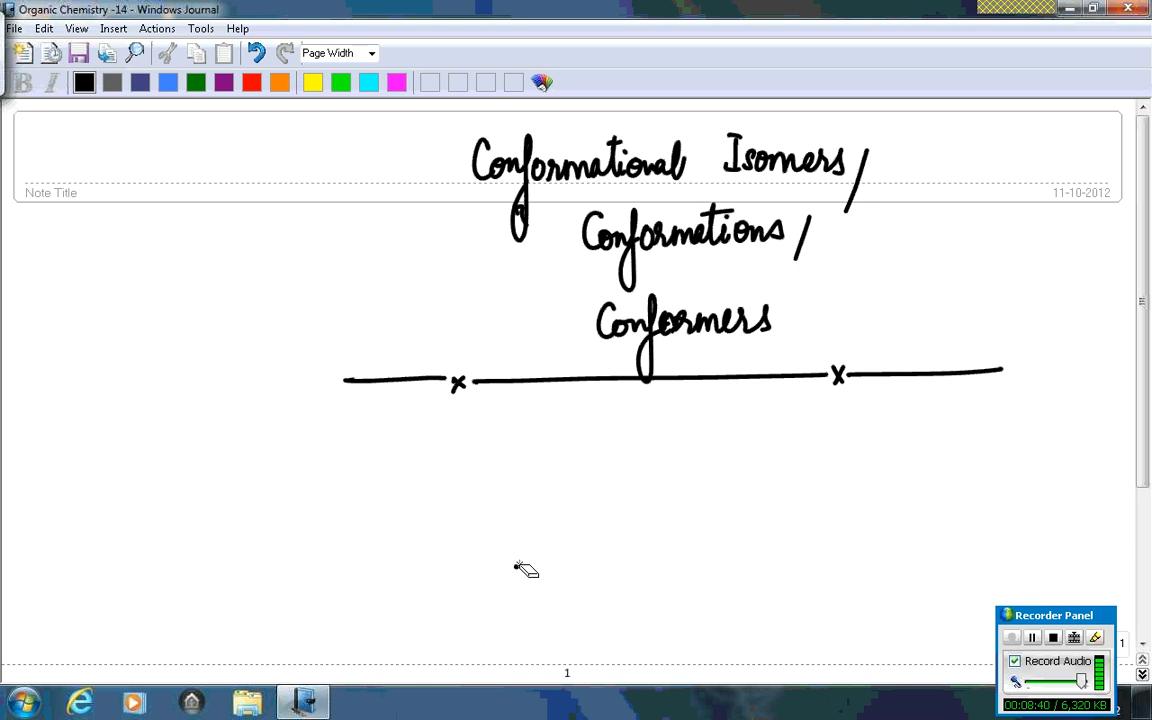 Organic Chemistry -14 - Windows Journal
File Edit View Insert Actions Tools Help
Page Width
B I
Conformational Isomers/
Note Title
11-10-2012
Conformations/
Conformers
x x
Recorder Panel
Record Audio
00:08:40 / 6,320 KB
1
1